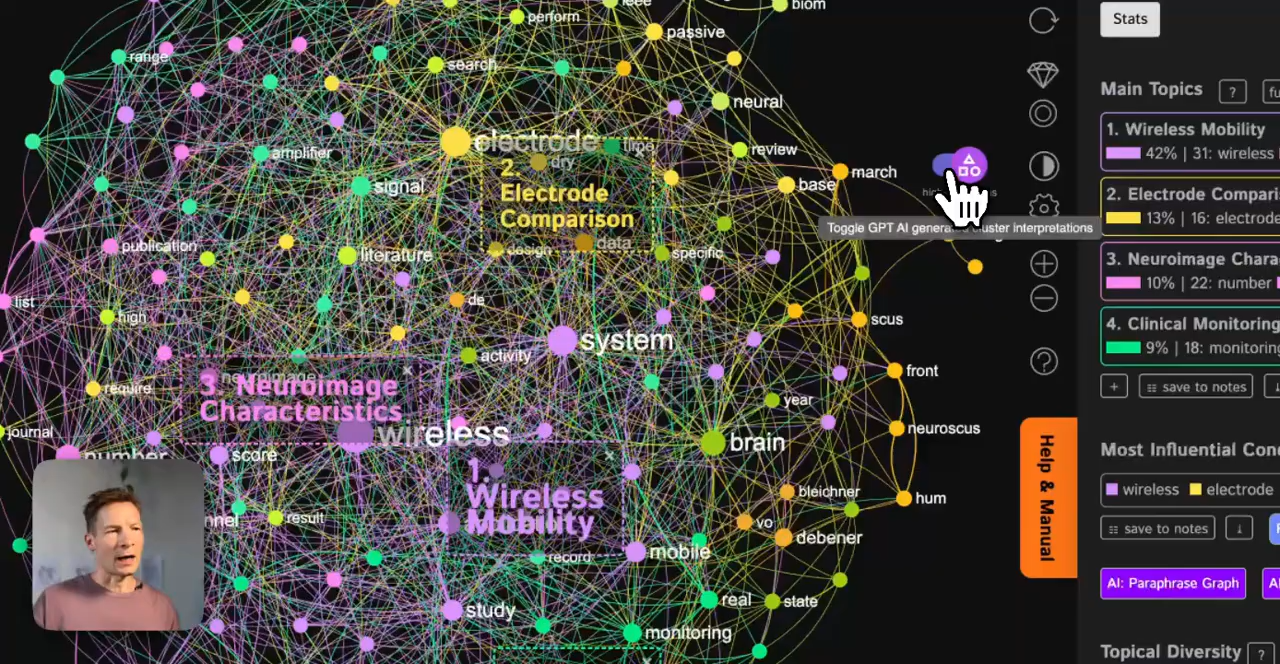 biom
perform
passive
range
search
neural
electrode
time
review
amplifier
dry
2.
Electrode
Comparison
signal
base
march
publication
literature
design
data
specific
Toggle GPT AI generated cluster interpretations
list
high
de
system
scus
activity
3. Neuroimage
Characteristics
front
require
year
journal
wireless
neuroscus
number
score
brain
1.
Wireless
Mobility
bleichner
hum
result
vo
debener
mobile
record
real
state
study
monitoring
Help & Manual
Stats
Main Topics ?
1. Wireless Mobility
42% | 31: wireless
2. Electrode Compari
13% | 16: electrode
3. Neuroimage Chara
10% | 22: number
4. Clinical Monitoring
9% | 18: monitoring
+ save to notes
Most Influential Con
wireless electrode
save to notes
AI: Paraphrase Graph
Topical Diversity ?